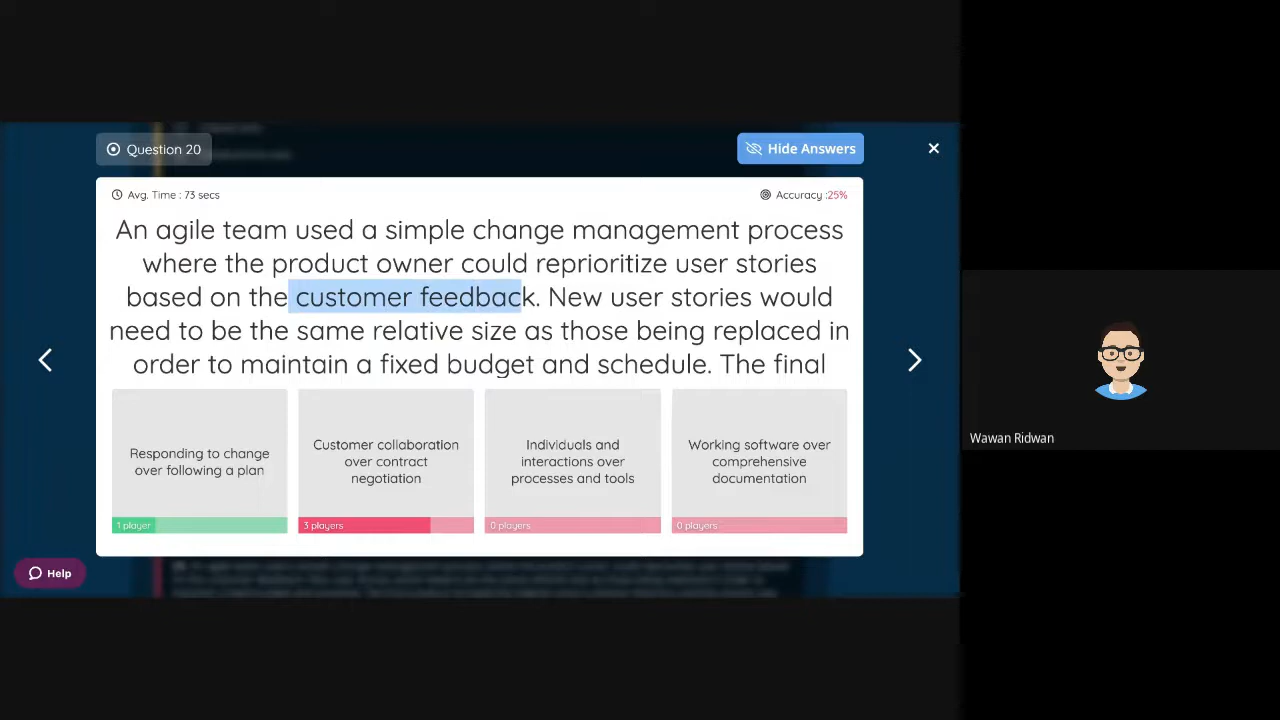 Question 20
Hide Answers
Avg. Time : 73 secs
Accuracy :25%
An agile team used a simple change management process
where the product owner could reprioritize user stories
based on the customer feedback. New user stories would
need to be the same relative size as those being replaced in
order to maintain a fixed budget and schedule. The final
Responding to change
over following a plan
1 player
Customer collaboration
over contract
negotiation
3 players
Individuals and
interactions over
processes and tools
0 players
Working software over
comprehensive
documentation
0 players
Help
Wawan Ridwan